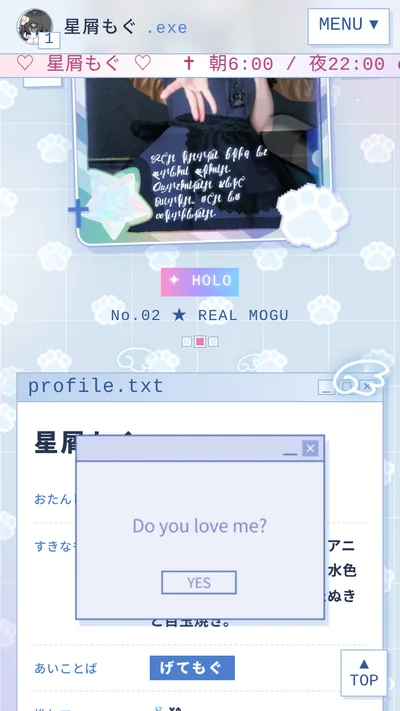 星屑もぐ .exe
1
MENU ▼
♡ 星屑もぐ ♡ ✝ 朝6:00 / 夜22:00
✦ HOLO
No.02 ★ REAL MOGU
profile.txt
星屑もぐ
おたん
すきな
アニ
水色
ぬき
と目玉焼き。
Do you love me?
YES
あいことば
げてもぐ
▲
TOP